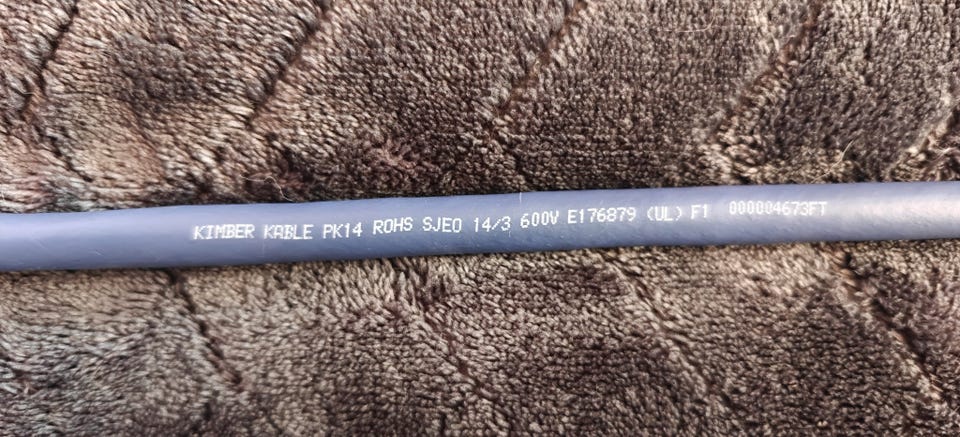 KIMBER KABLE PK14 ROHS SJEO 14/3 600V E176879 (UL) F1 000004673FT